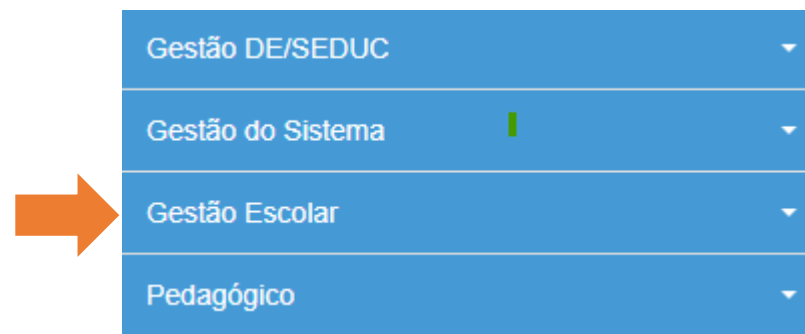 Gestão DE/SEDUC
Gestão do Sistema
Gestão Escolar
Pedagógico